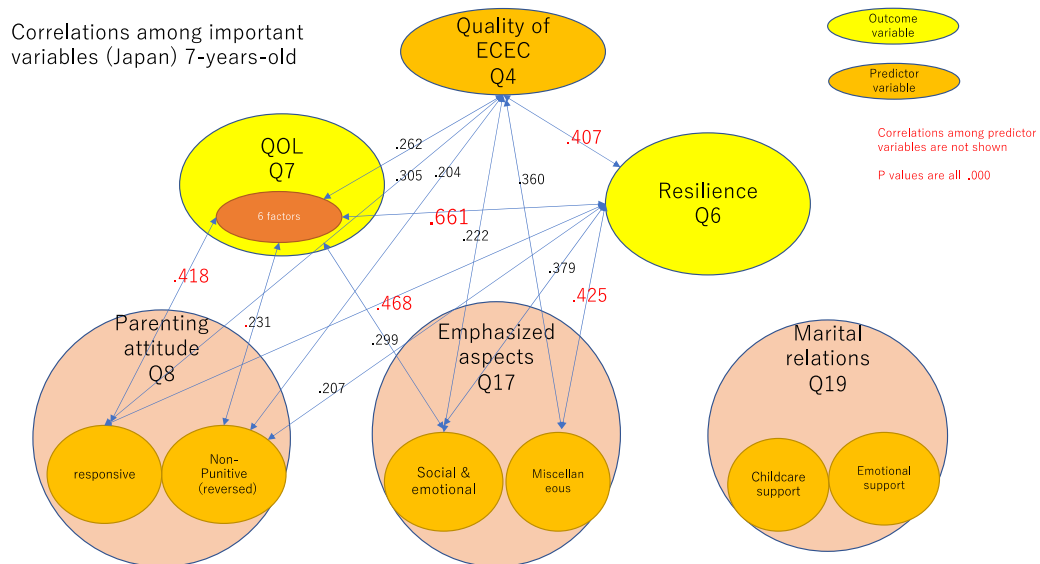 Correlations among important
variables (Japan) 7-years-old
Quality of
ECEC
Q4
Outcome
variable
Predictor
variable
Correlations among predictor
variables are not shown
P values are all .000
QOL
Q7
6 factors
Resilience
Q6
.262
.305
.204
.407
.360
.661
.222
.379
.418
.468
.425
.231
.299
.207
Parenting
attitude
Q8
responsive
Non-
Punitive
(reversed)
Emphasized
aspects
Q17
Social &
emotional
Miscellan
eous
Marital
relations
Q19
Childcare
support
Emotional
support